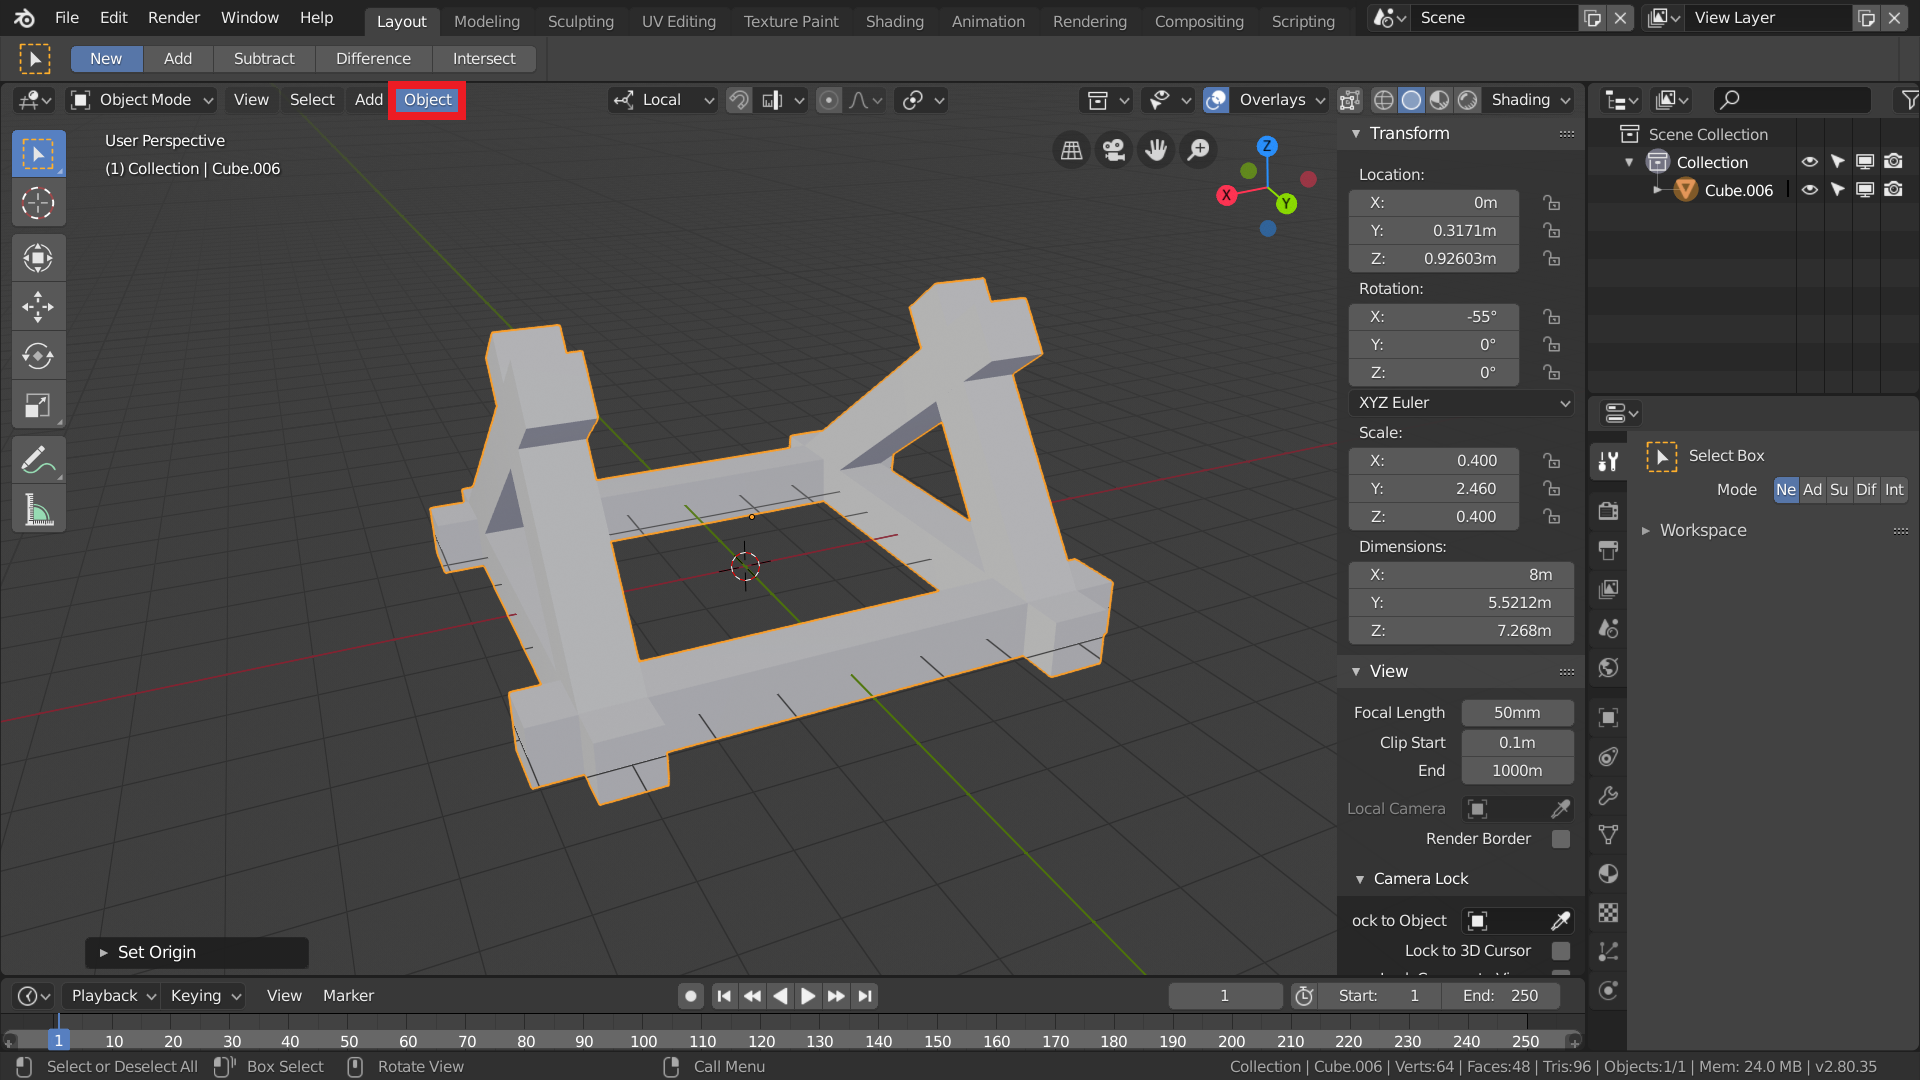 File Edit Render Window Help Layout Modeling Sculpting UV Editing Texture Paint Shading Animation Rendering Compositing Scripting Scene View Layer
New Add Subtract Difference Intersect
Object Mode View Select Add Object Local Overlays Shading
User Perspective
(1) Collection | Cube.006
Z
X
Y
Transform
Location:
X: 0m
Y: 0.3171m
Z: 0.92603m
Rotation:
X: -55°
Y: 0°
Z: 0°
XYZ Euler
Scale:
X: 0.400
Y: 2.460
Z: 0.400
Dimensions:
X: 8m
Y: 5.5212m
Z: 7.268m
View
Focal Length 50mm
Clip Start 0.1m
End 1000m
Local Camera
Render Border
Camera Lock
ock to Object
Lock to 3D Cursor
Scene Collection
Collection
Cube.006
Select Box
Mode Ne Ad Su Dif Int
Workspace
Set Origin
Playback Keying View Marker 1 Start: 1 End: 250
1 10 20 30 40 50 60 70 80 90 100 110 120 130 140 150 160 170 180 190 200 210 220 230 240 250
Select or Deselect All Box Select Rotate View Call Menu Collection | Cube.006 | Verts:64 | Faces:48 | Tris:96 | Objects:1/1 | Mem: 24.0 MB | v2.80.35